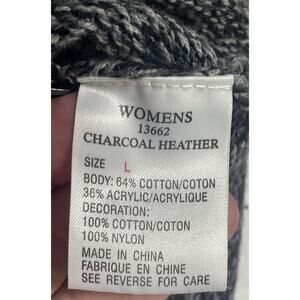 WOMENS
13662
CHARCOAL HEATHER
SIZE L
BODY: 64% COTTON/COTON
36% ACRYLIC/ACRYLIQUE
DECORATION:
100% COTTON/COTON
100% NYLON
MADE IN CHINA
FABRIQUE EN CHINE
SEE REVERSE FOR CARE